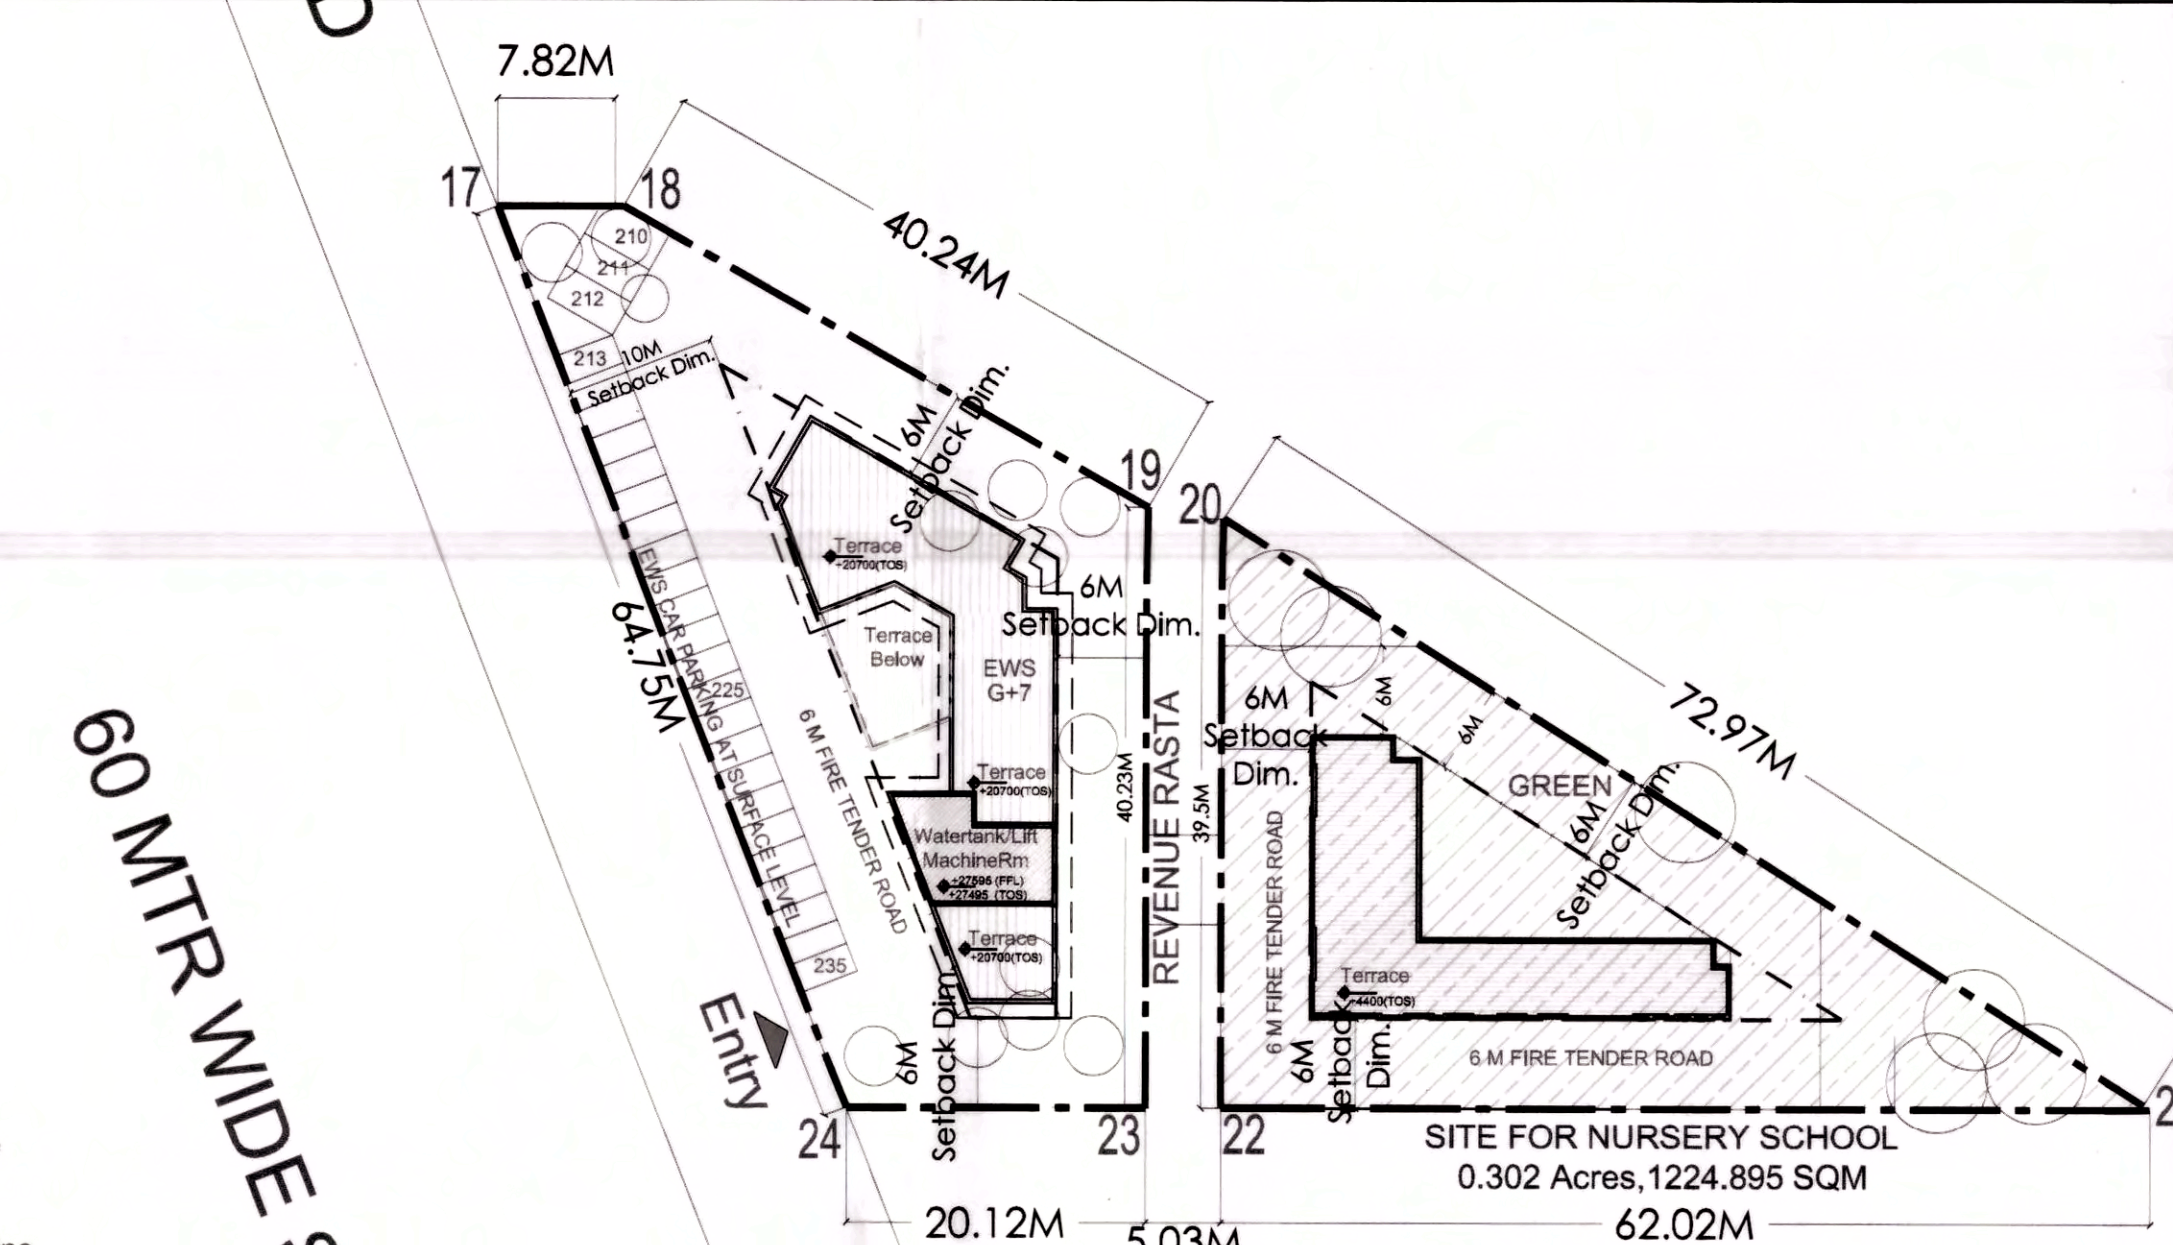 7.82M
17
18
40.24M
210
211
212
213
10M
Setback Dim.
6M
Setback Dim.
19
20
Terrace
+20700(TOS)
6M
Setback Dim.
Terrace
Below
EWS
G+7
EWS CAR PARKING AT SURFACE LEVEL
64.75M
225
6 M FIRE TENDER ROAD
Terrace
+20700(TOS)
Watertank/Lift
MachineRm
+27595 (FFL)
+27495 (TOS)
Terrace
+20700(TOS)
235
Entry
60 MTR WIDE
6M
Setback Dim.
40.23M
REVENUE RASTA
39.5M
72.97M
6M
6M
6M
Setback
Dim.
GREEN
6M
Setback Dim.
6 M FIRE TENDER ROAD
Terrace
+4400(TOS)
6M
Setback
Dim.
6 M FIRE TENDER ROAD
24
23
22
SITE FOR NURSERY SCHOOL
0.302 Acres,1224.895 SQM
20.12M
5.03M
62.02M